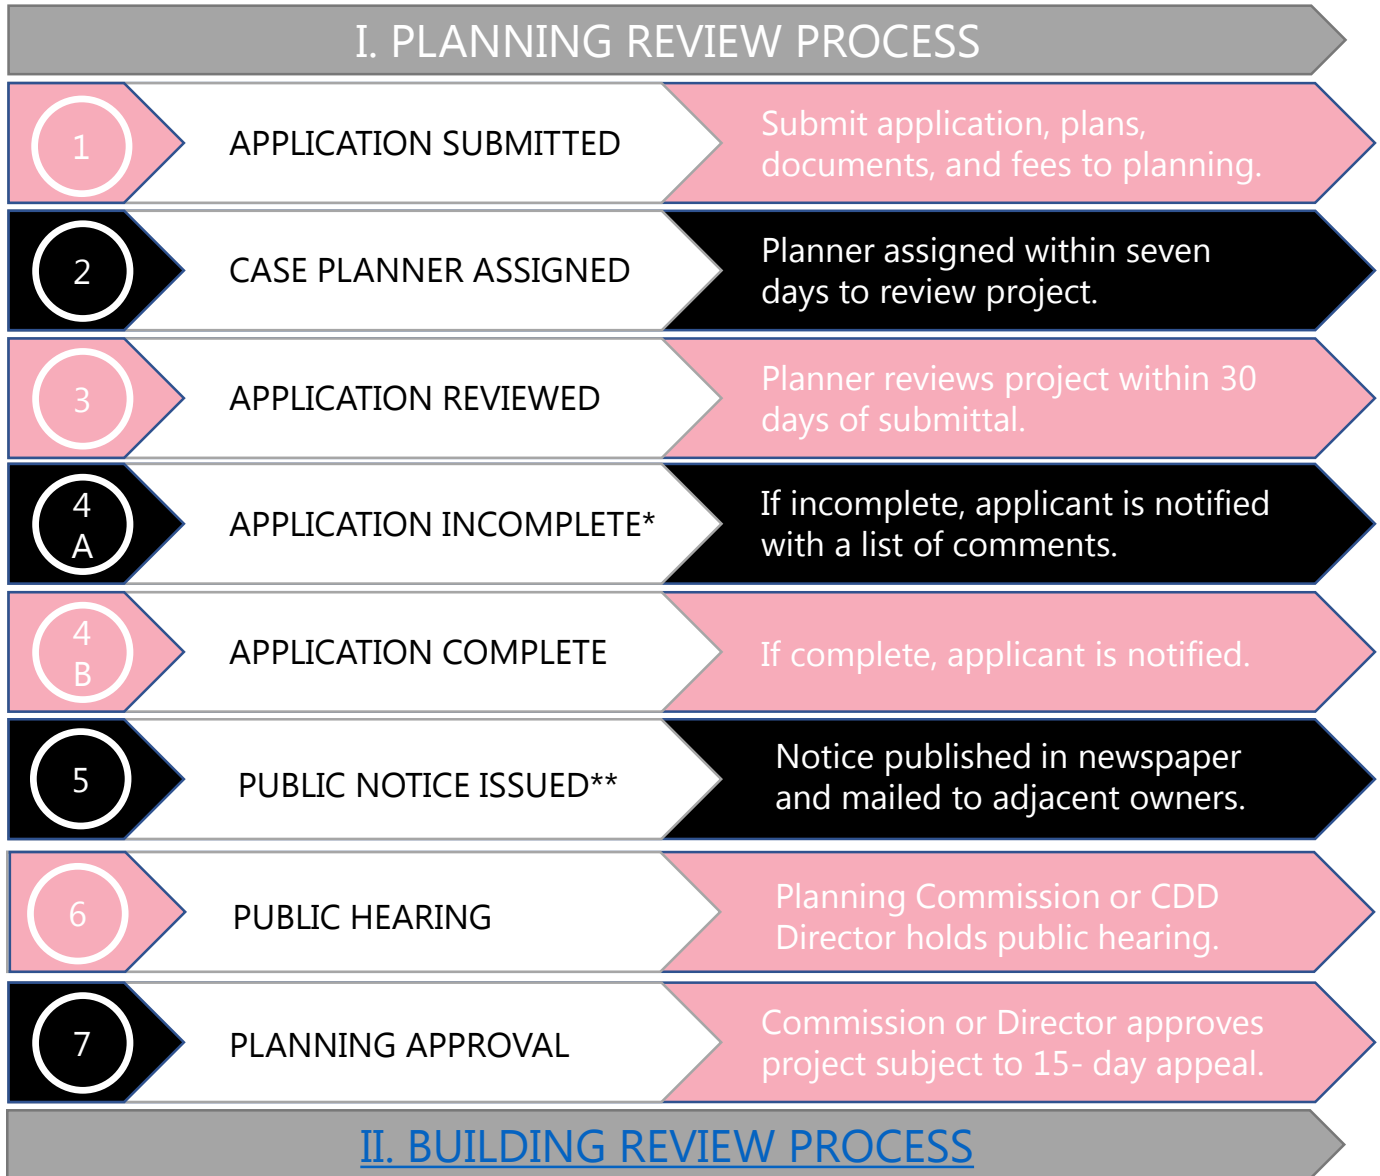 I. PLANNING REVIEW PROCESS
1
APPLICATION SUBMITTED
Submit application, plans,
documents, and fees to planning.
2
CASE PLANNER ASSIGNED
Planner assigned within seven
days to review project.
3
APPLICATION REVIEWED
Planner reviews project within 30
days of submittal.
4
A
APPLICATION INCOMPLETE*
If incomplete, applicant is notified
with a list of comments.
4
B
APPLICATION COMPLETE
If complete, applicant is notified.
5
PUBLIC NOTICE ISSUED**
Notice published in newspaper
and mailed to adjacent owners.
6
PUBLIC HEARING
Planning Commission or CDD
Director holds public hearing.
7
PLANNING APPROVAL
Commission or Director approves
project subject to 15- day appeal.
II. BUILDING REVIEW PROCESS